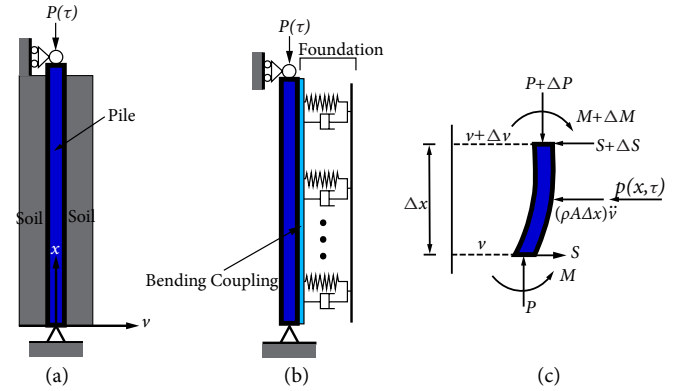 P(τ)
Pile
Soil
Soil
x
v
(a)
P(τ)
Foundation
Bending Coupling
(b)
P+ΔP
M+ΔM
v+Δv
S+ΔS
p(x,τ)
Δx
(ρAΔx)v̈
v
S
M
P
(c)